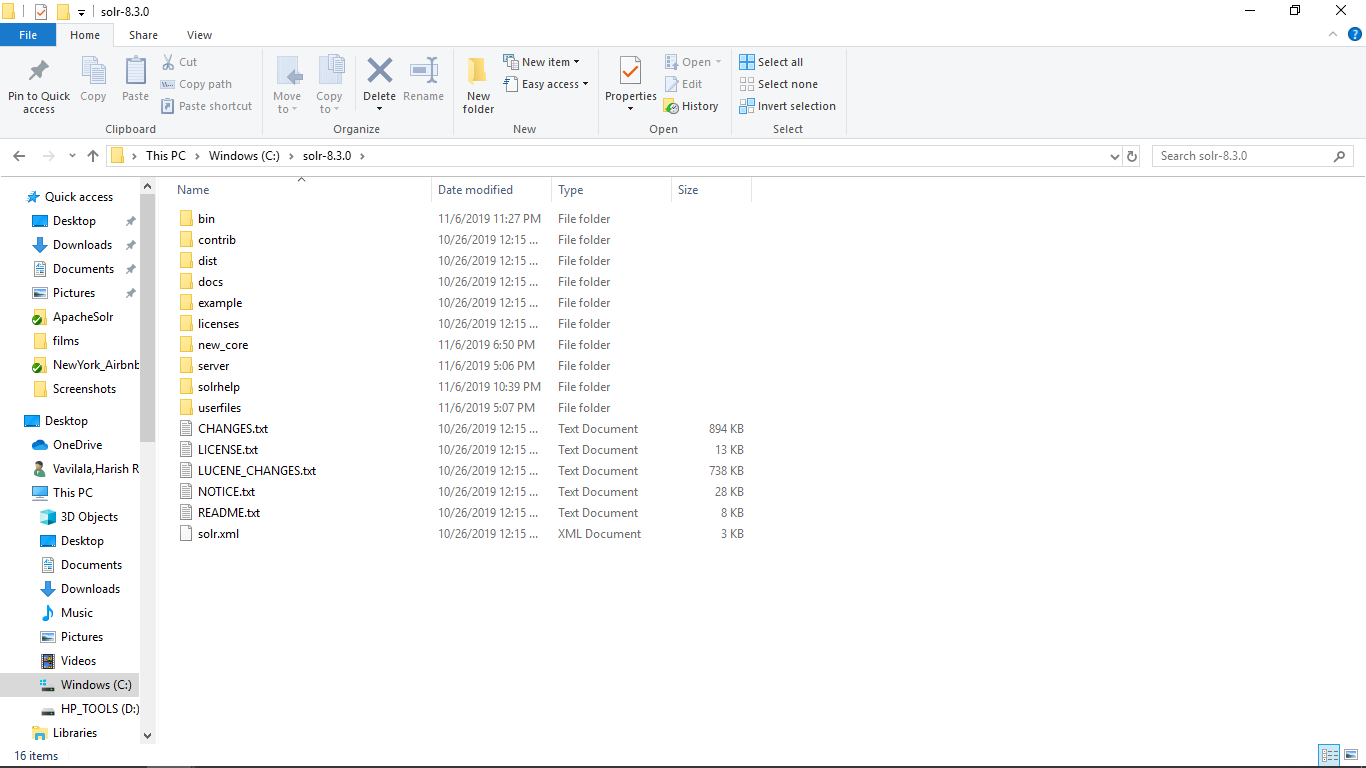 solr-8.3.0
File Home Share View
Pin to Quick access
Copy
Paste
Cut
Copy path
Paste shortcut
Clipboard
Move to
Copy to
Delete
Rename
Organize
New folder
New item
Easy access
New
Properties
Open
Edit
History
Open
Select all
Select none
Invert selection
Select
This PC > Windows (C:) > solr-8.3.0 >
Search solr-8.3.0
Quick access
Desktop
Downloads
Documents
Pictures
ApacheSolr
films
NewYork_Airbnb
Screenshots
Desktop
OneDrive
Vavilala,Harish R
This PC
3D Objects
Desktop
Documents
Downloads
Music
Pictures
Videos
Windows (C:)
HP_TOOLS (D:)
Libraries
Name Date modified Type Size
bin 11/6/2019 11:27 PM File folder
contrib 10/26/2019 12:15 ... File folder
dist 10/26/2019 12:15 ... File folder
docs 10/26/2019 12:15 ... File folder
example 10/26/2019 12:15 ... File folder
licenses 10/26/2019 12:15 ... File folder
new_core 11/6/2019 6:50 PM File folder
server 11/6/2019 5:06 PM File folder
solrhelp 11/6/2019 10:39 PM File folder
userfiles 11/6/2019 5:07 PM File folder
CHANGES.txt 10/26/2019 12:15 ... Text Document 894 KB
LICENSE.txt 10/26/2019 12:15 ... Text Document 13 KB
LUCENE_CHANGES.txt 10/26/2019 12:15 ... Text Document 738 KB
NOTICE.txt 10/26/2019 12:15 ... Text Document 28 KB
README.txt 10/26/2019 12:15 ... Text Document 8 KB
solr.xml 10/26/2019 12:15 ... XML Document 3 KB
16 items